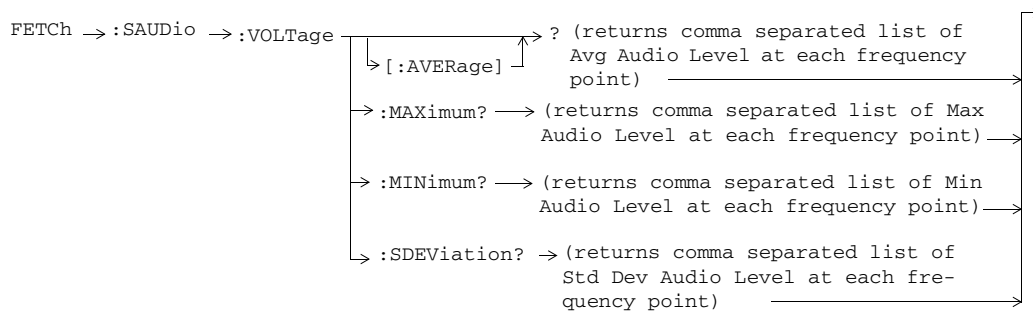 FETCh :SAUDio :VOLTage ? (returns comma separated list of
[:AVERage] Avg Audio Level at each frequency
point)
:MAXimum? (returns comma separated list of Max
Audio Level at each frequency point)
:MINimum? (returns comma separated list of Min
Audio Level at each frequency point)
:SDEViation? (returns comma separated list of
Std Dev Audio Level at each fre-
quency point)